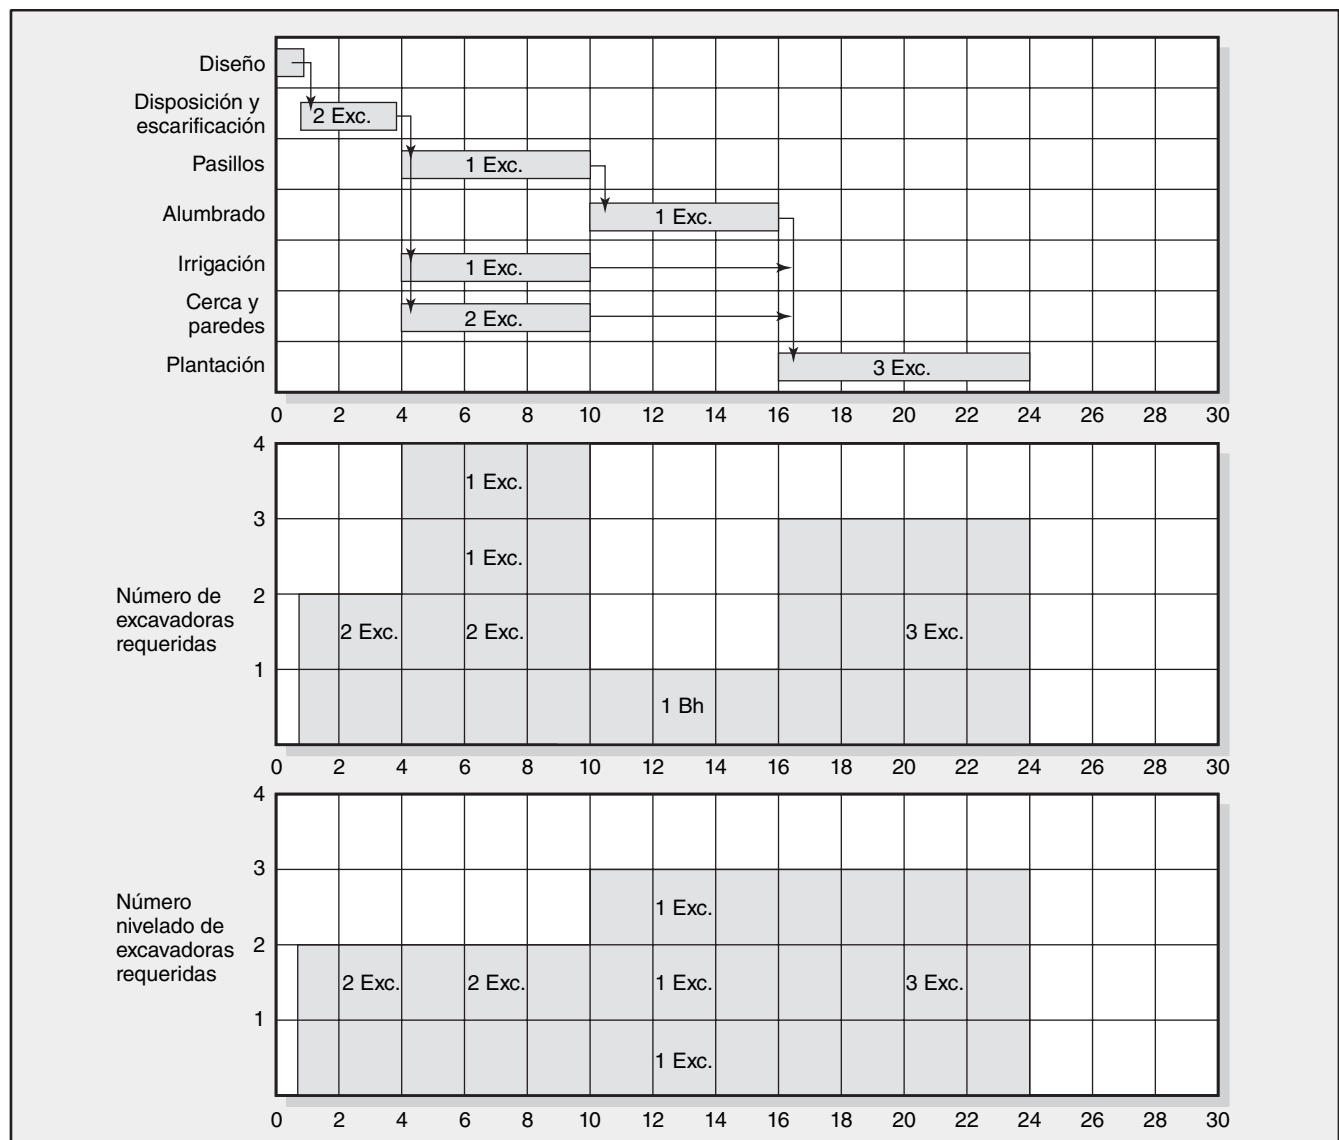 Diseño
Disposición y
escarificación
2 Exc.
Pasillos
1 Exc.
Alumbrado
1 Exc.
Irrigación
1 Exc.
Cerca y
paredes
2 Exc.
Plantación
3 Exc.
0 2 4 6 8 10 12 14 16 18 20 22 24 26 28 30
4
1 Exc.
3
1 Exc.
Número de
excavadoras
requeridas
2
2 Exc.
2 Exc.
3 Exc.
1
1 Bh
0 2 4 6 8 10 12 14 16 18 20 22 24 26 28 30
4
3
1 Exc.
Número
nivelado de
excavadoras
requeridas
2
2 Exc.
2 Exc.
1 Exc.
3 Exc.
1
1 Exc.
0 2 4 6 8 10 12 14 16 18 20 22 24 26 28 30